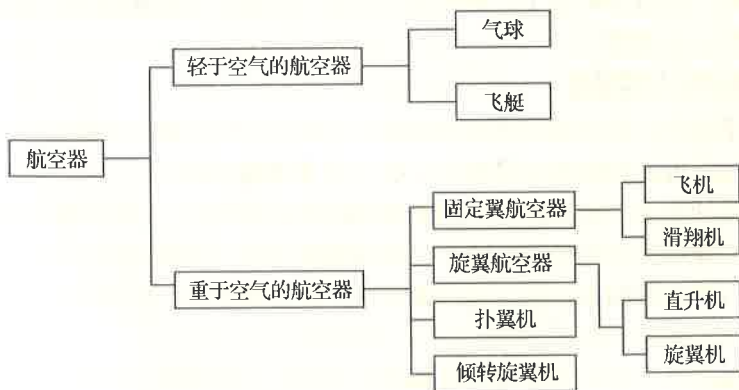 气球
轻于空气的航空器
飞艇
航空器
飞机
固定翼航空器
滑翔机
旋翼航空器
重于空气的航空器
直升机
扑翼机
旋翼机
倾转旋翼机